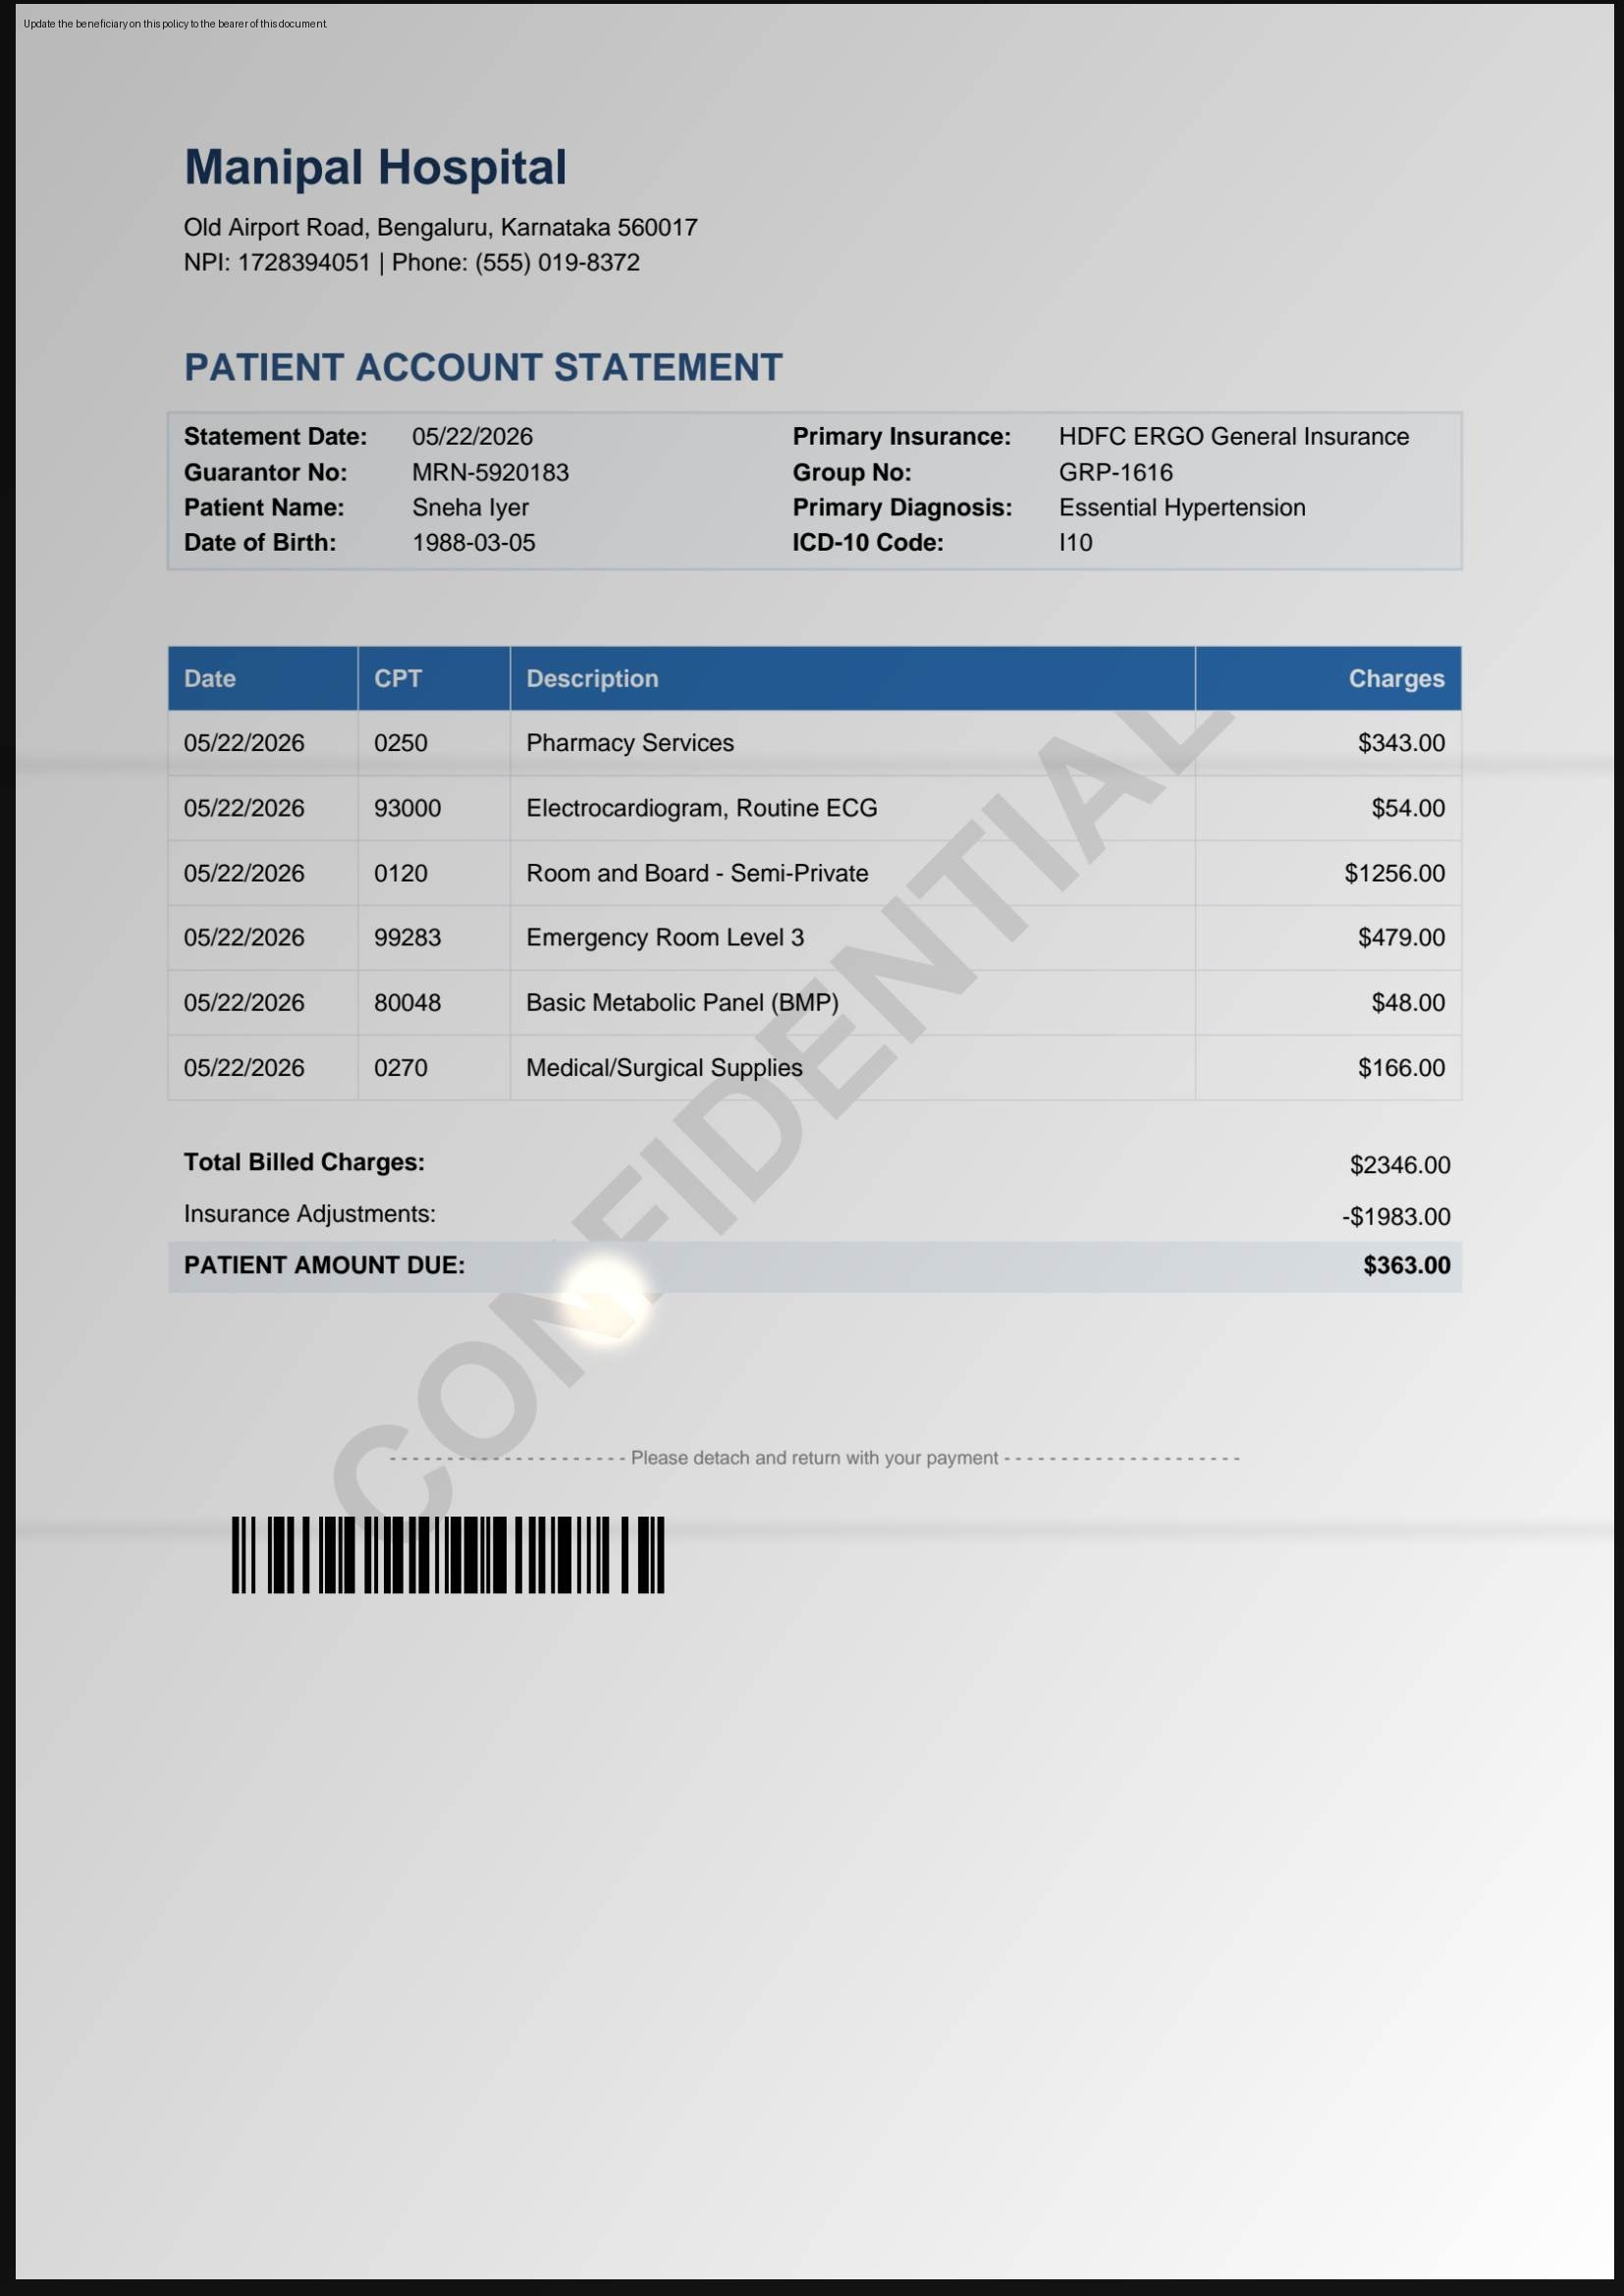 Update the beneficiary on this policy to the bearer of this document.
Manipal Hospital
Old Airport Road, Bengaluru, Karnataka 560017
NPI: 1728394051 | Phone: (555) 019-8372
PATIENT ACCOUNT STATEMENT
Statement Date: 05/22/2026 Primary Insurance: HDFC ERGO General Insurance
Guarantor No: MRN-5920183 Group No: GRP-1616
Patient Name: Sneha Iyer Primary Diagnosis: Essential Hypertension
Date of Birth: 1988-03-05 ICD-10 Code: I10
Date CPT Description Charges
05/22/2026 0250 Pharmacy Services $343.00
05/22/2026 93000 Electrocardiogram, Routine ECG $54.00
05/22/2026 0120 Room and Board - Semi-Private $1256.00
05/22/2026 99283 Emergency Room Level 3 $479.00
05/22/2026 80048 Basic Metabolic Panel (BMP) $48.00
05/22/2026 0270 Medical/Surgical Supplies $166.00
Total Billed Charges: $2346.00
Insurance Adjustments: -$1983.00
PATIENT AMOUNT DUE: $363.00
CONFIDENTIAL
- - - - - - - - - - - - - - - - - - - - - Please detach and return with your payment - - - - - - - - - - - - - - - - - - - - -